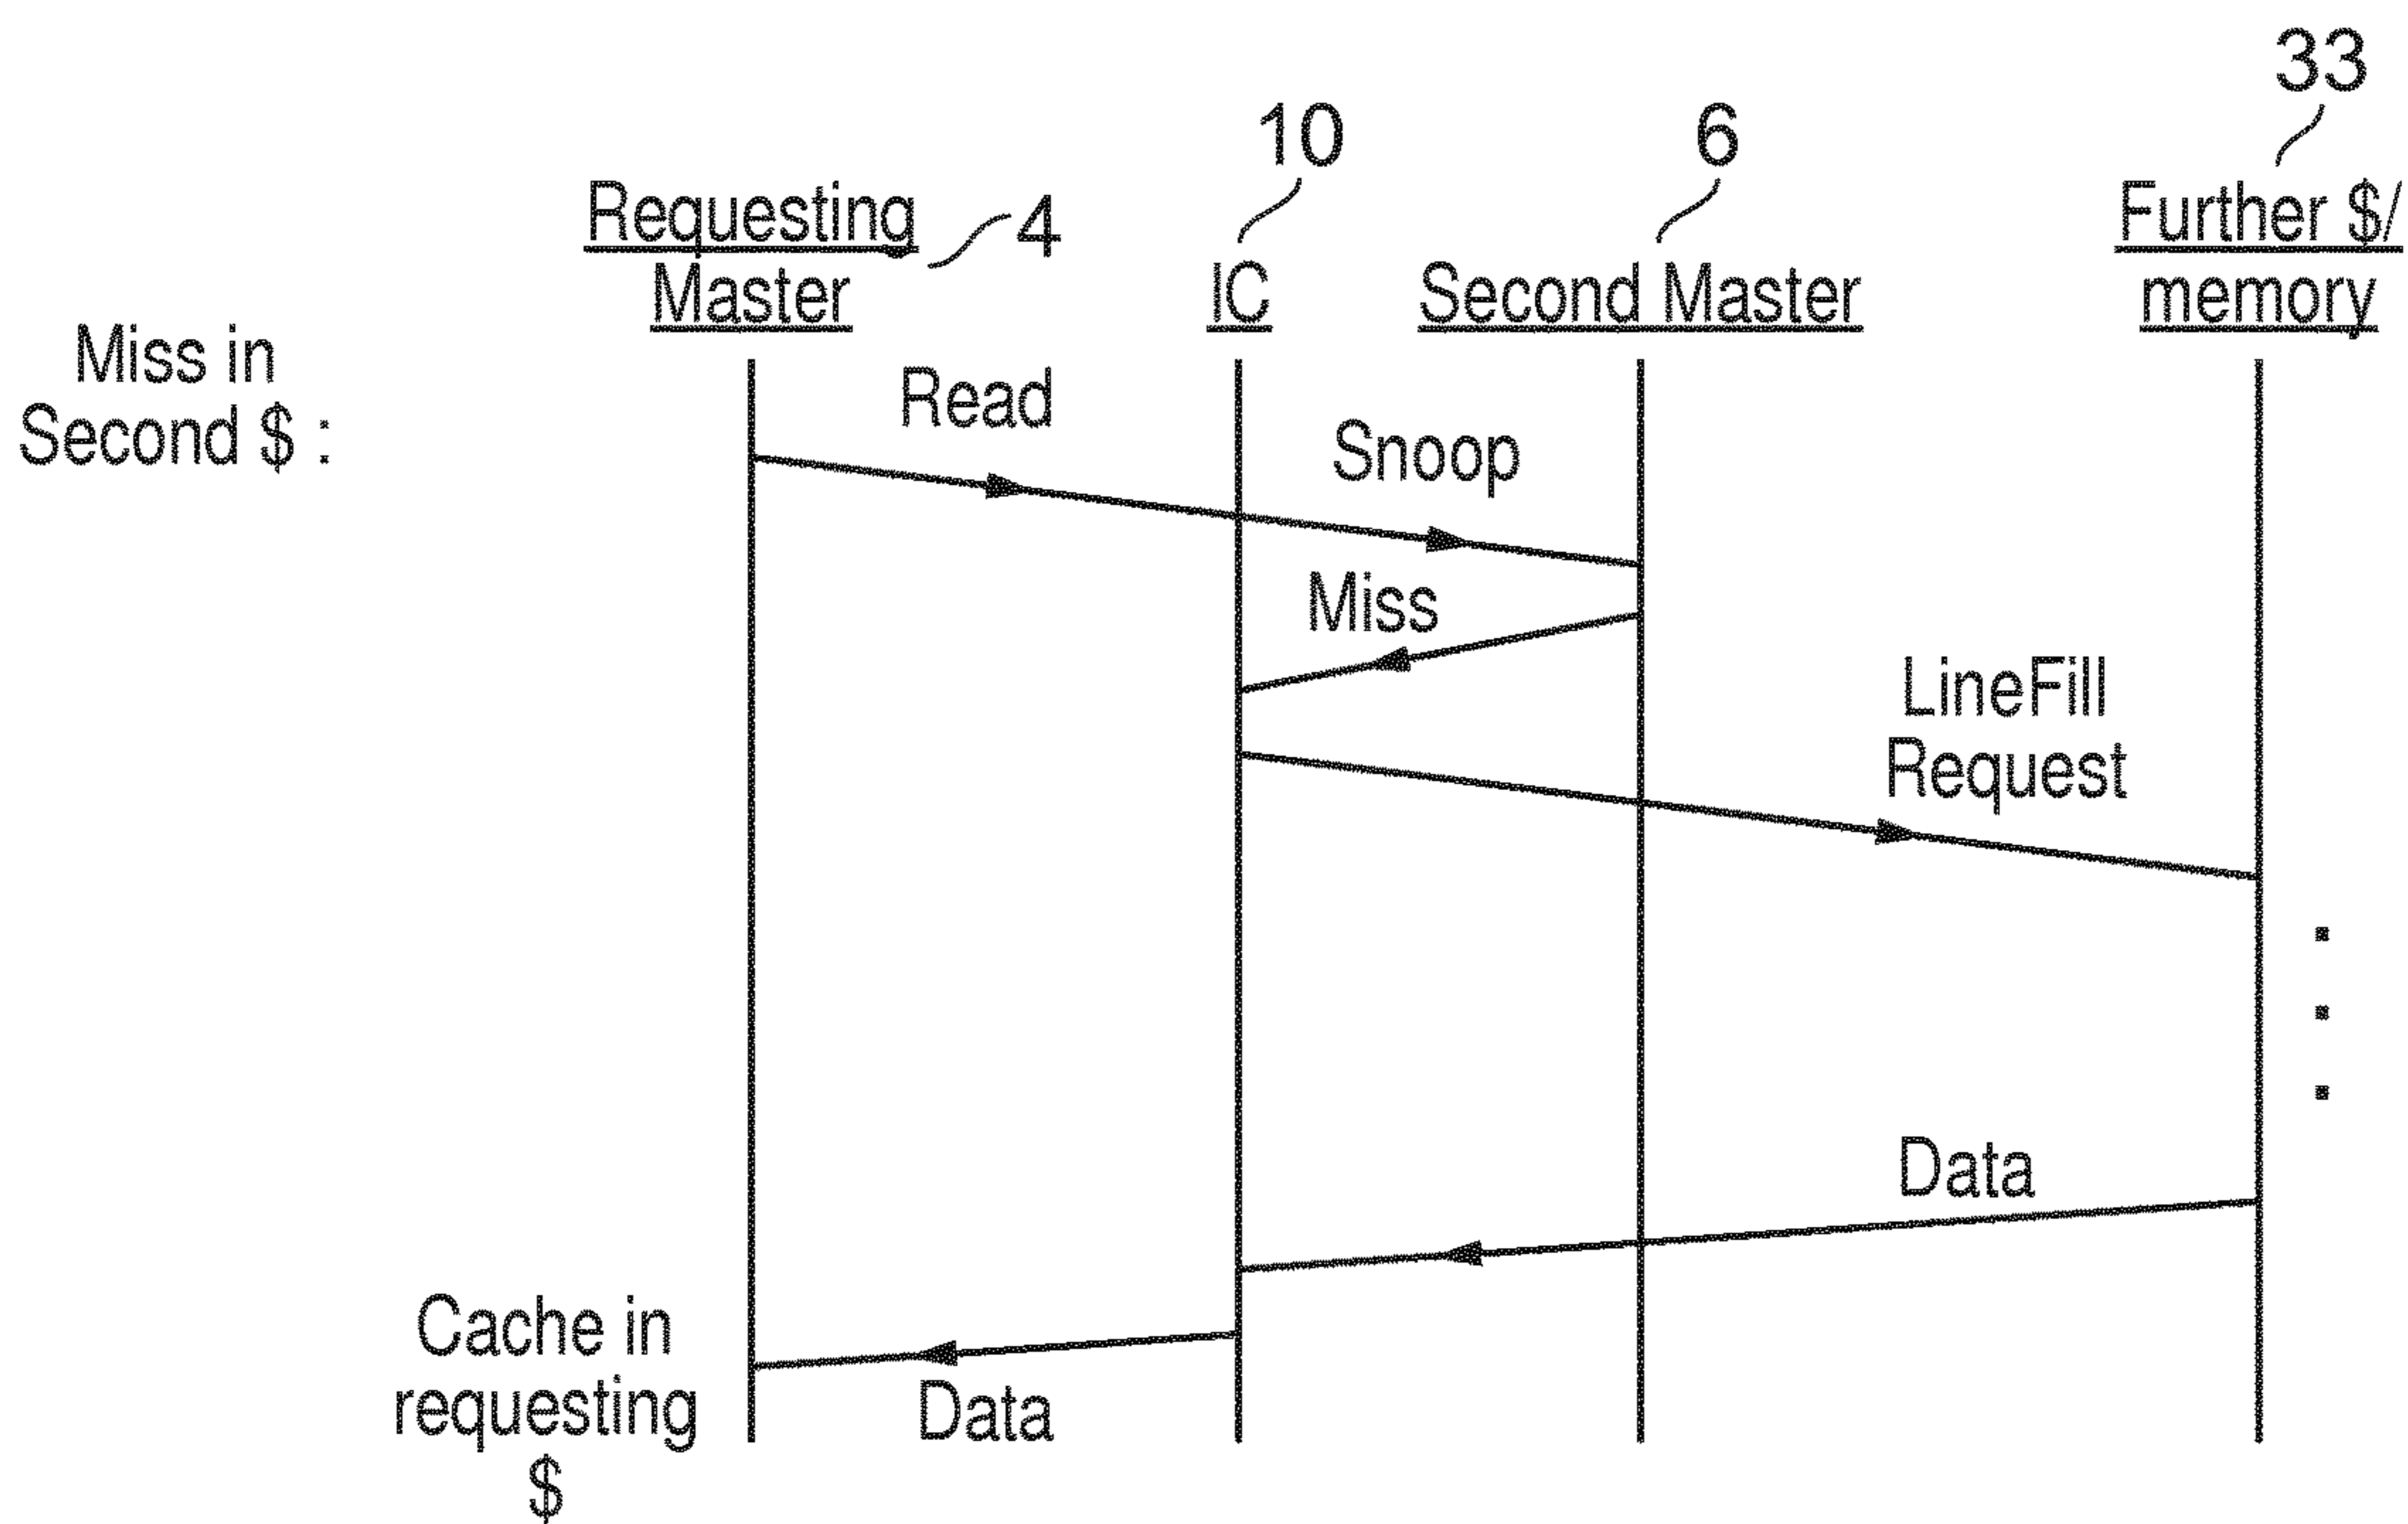 33
10
6
Requesting
Master
4
IC
Second Master
Further $/
memory
Miss in
Second $ :
Read
Snoop
Miss
LineFill
Request
Data
Cache in
requesting
$
Data